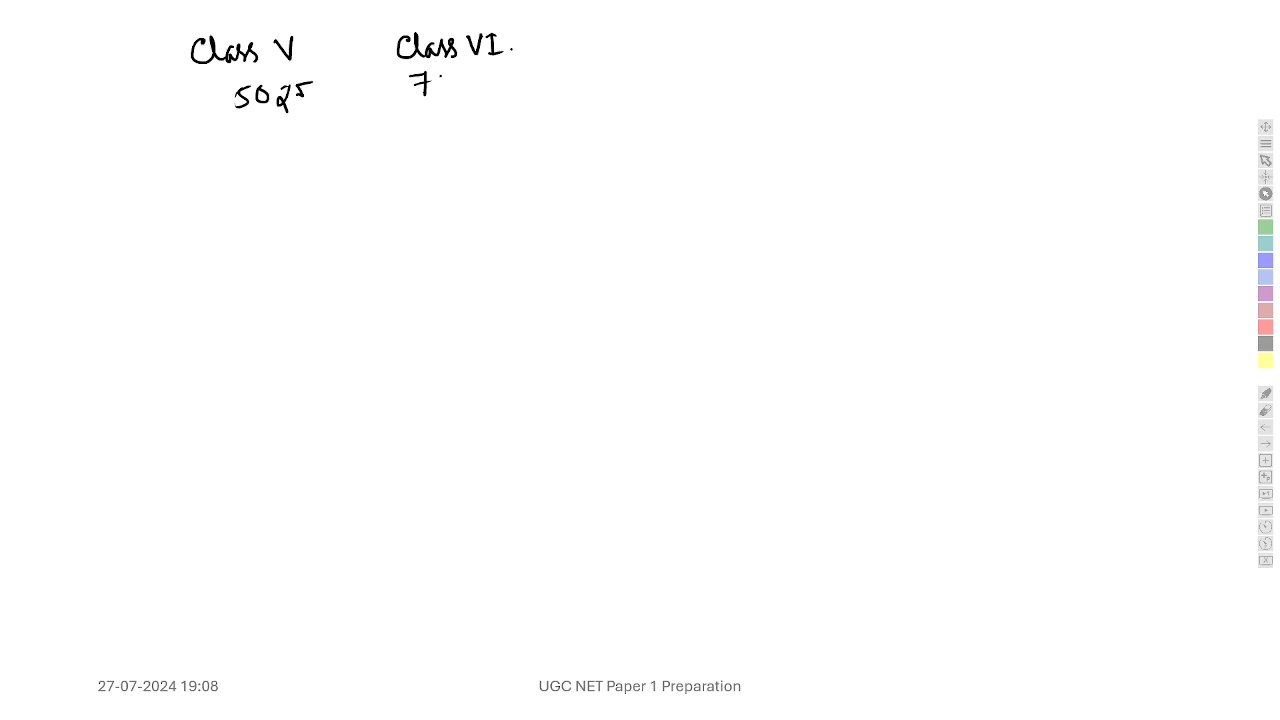 Class V Class VI.
5025 7
27-07-2024 19:08 UGC NET Paper 1 Preparation